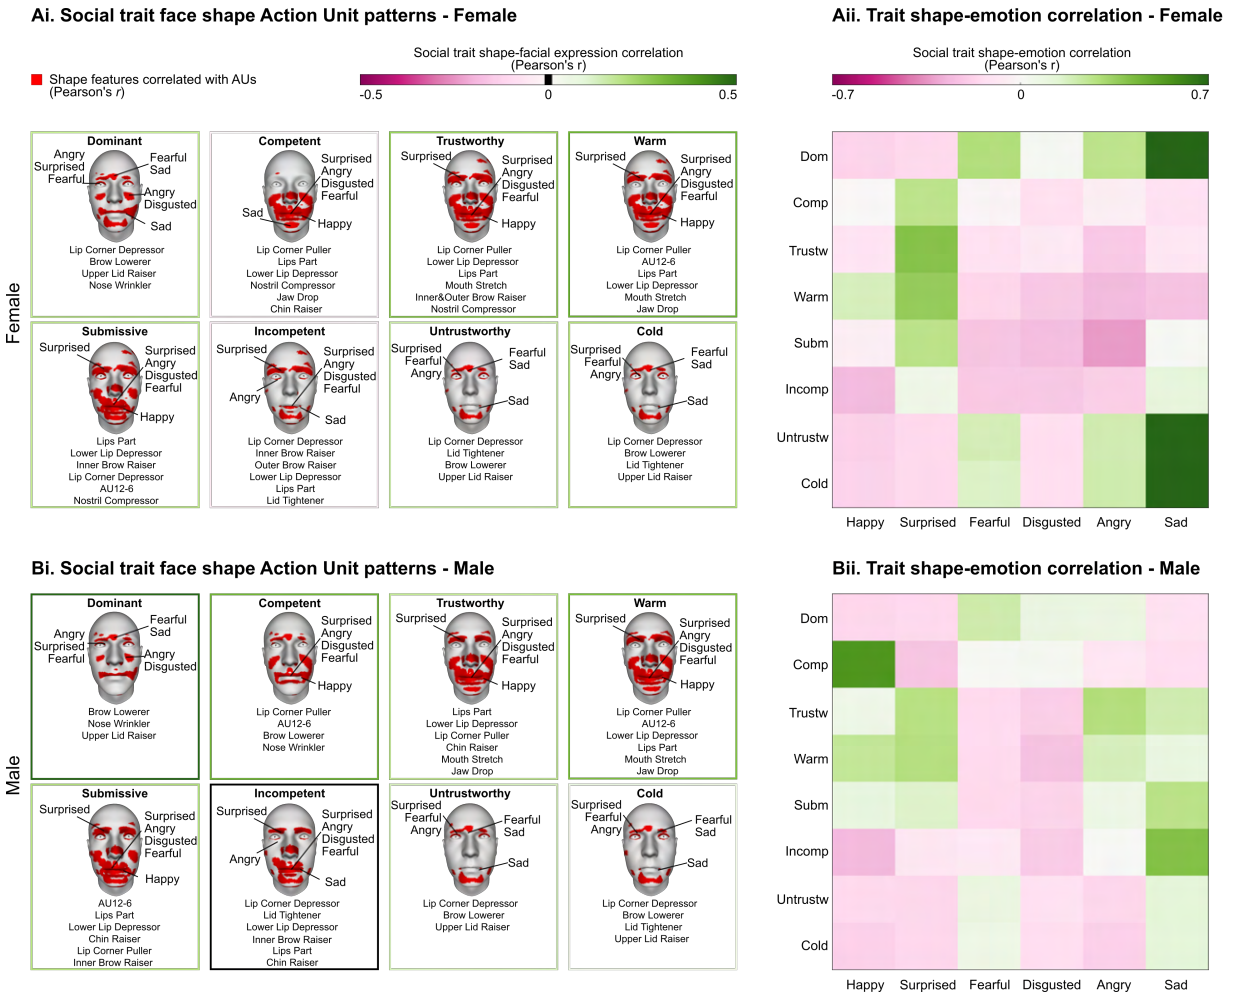 Ai. Social trait face shape Action Unit patterns - Female
Aii. Trait shape-emotion correlation - Female
Shape features correlated with AUs
(Pearson's r)
Social trait shape-facial expression correlation
(Pearson's r)
-0.5
0
0.5
Social trait shape-emotion correlation
(Pearson's r)
-0.7
0
0.7
Female
Dominant
Angry
Surprised
Fearful
Fearful
Sad
Angry
Disgusted
Sad
Lip Corner Depressor
Brow Lowerer
Upper Lid Raiser
Nose Wrinkler
Competent
Surprised
Angry
Disgusted
Fearful
Sad
Happy
Lip Corner Puller
Lips Part
Lower Lip Depressor
Nostril Compressor
Jaw Drop
Chin Raiser
Trustworthy
Surprised
Surprised
Angry
Disgusted
Fearful
Happy
Lip Corner Puller
Lower Lip Depressor
Lips Part
Mouth Stretch
Inner&Outer Brow Raiser
Nostril Compressor
Warm
Surprised
Surprised
Angry
Disgusted
Fearful
Happy
Lip Corner Puller
AU12-6
Lips Part
Lower Lip Depressor
Mouth Stretch
Jaw Drop
Submissive
Surprised
Surprised
Angry
Disgusted
Fearful
Happy
Lips Part
Lower Lip Depressor
Inner Brow Raiser
Lip Corner Depressor
AU12-6
Nostril Compressor
Incompetent
Surprised
Surprised
Angry
Disgusted
Fearful
Angry
Sad
Lip Corner Depressor
Inner Brow Raiser
Outer Brow Raiser
Lower Lip Depressor
Lips Part
Lid Tightener
Untrustworthy
Surprised
Fearful
Angry
Fearful
Sad
Sad
Lip Corner Depressor
Lid Tightener
Brow Lowerer
Upper Lid Raiser
Cold
Surprised
Fearful
Angry
Fearful
Sad
Sad
Lip Corner Depressor
Brow Lowerer
Lid Tightener
Upper Lid Raiser
Dom
Comp
Trustw
Warm
Subm
Incomp
Untrustw
Cold
Happy Surprised Fearful Disgusted Angry Sad
Bi. Social trait face shape Action Unit patterns - Male
Bii. Trait shape-emotion correlation - Male
Male
Dominant
Angry
Surprised
Fearful
Fearful
Sad
Angry
Disgusted
Brow Lowerer
Nose Wrinkler
Upper Lid Raiser
Competent
Surprised
Angry
Disgusted
Fearful
Happy
Lip Corner Puller
AU12-6
Brow Lowerer
Nose Wrinkler
Trustworthy
Surprised
Surprised
Angry
Disgusted
Fearful
Happy
Lips Part
Lower Lip Depressor
Lip Corner Puller
Chin Raiser
Mouth Stretch
Jaw Drop
Warm
Surprised
Surprised
Angry
Disgusted
Fearful
Happy
Lip Corner Puller
AU12-6
Lower Lip Depressor
Lips Part
Mouth Stretch
Jaw Drop
Submissive
Surprised
Surprised
Angry
Disgusted
Fearful
Happy
AU12-6
Lips Part
Lower Lip Depressor
Chin Raiser
Lip Corner Puller
Inner Brow Raiser
Incompetent
Surprised
Surprised
Angry
Disgusted
Fearful
Angry
Sad
Lip Corner Depressor
Lid Tightener
Lower Lip Depressor
Inner Brow Raiser
Lips Part
Chin Raiser
Untrustworthy
Surprised
Fearful
Angry
Fearful
Sad
Sad
Lip Corner Depressor
Brow Lowerer
Upper Lid Raiser
Cold
Surprised
Fearful
Angry
Fearful
Sad
Sad
Lip Corner Depressor
Brow Lowerer
Lid Tightener
Upper Lid Raiser
Dom
Comp
Trustw
Warm
Subm
Incomp
Untrustw
Cold
Happy Surprised Fearful Disgusted Angry Sad